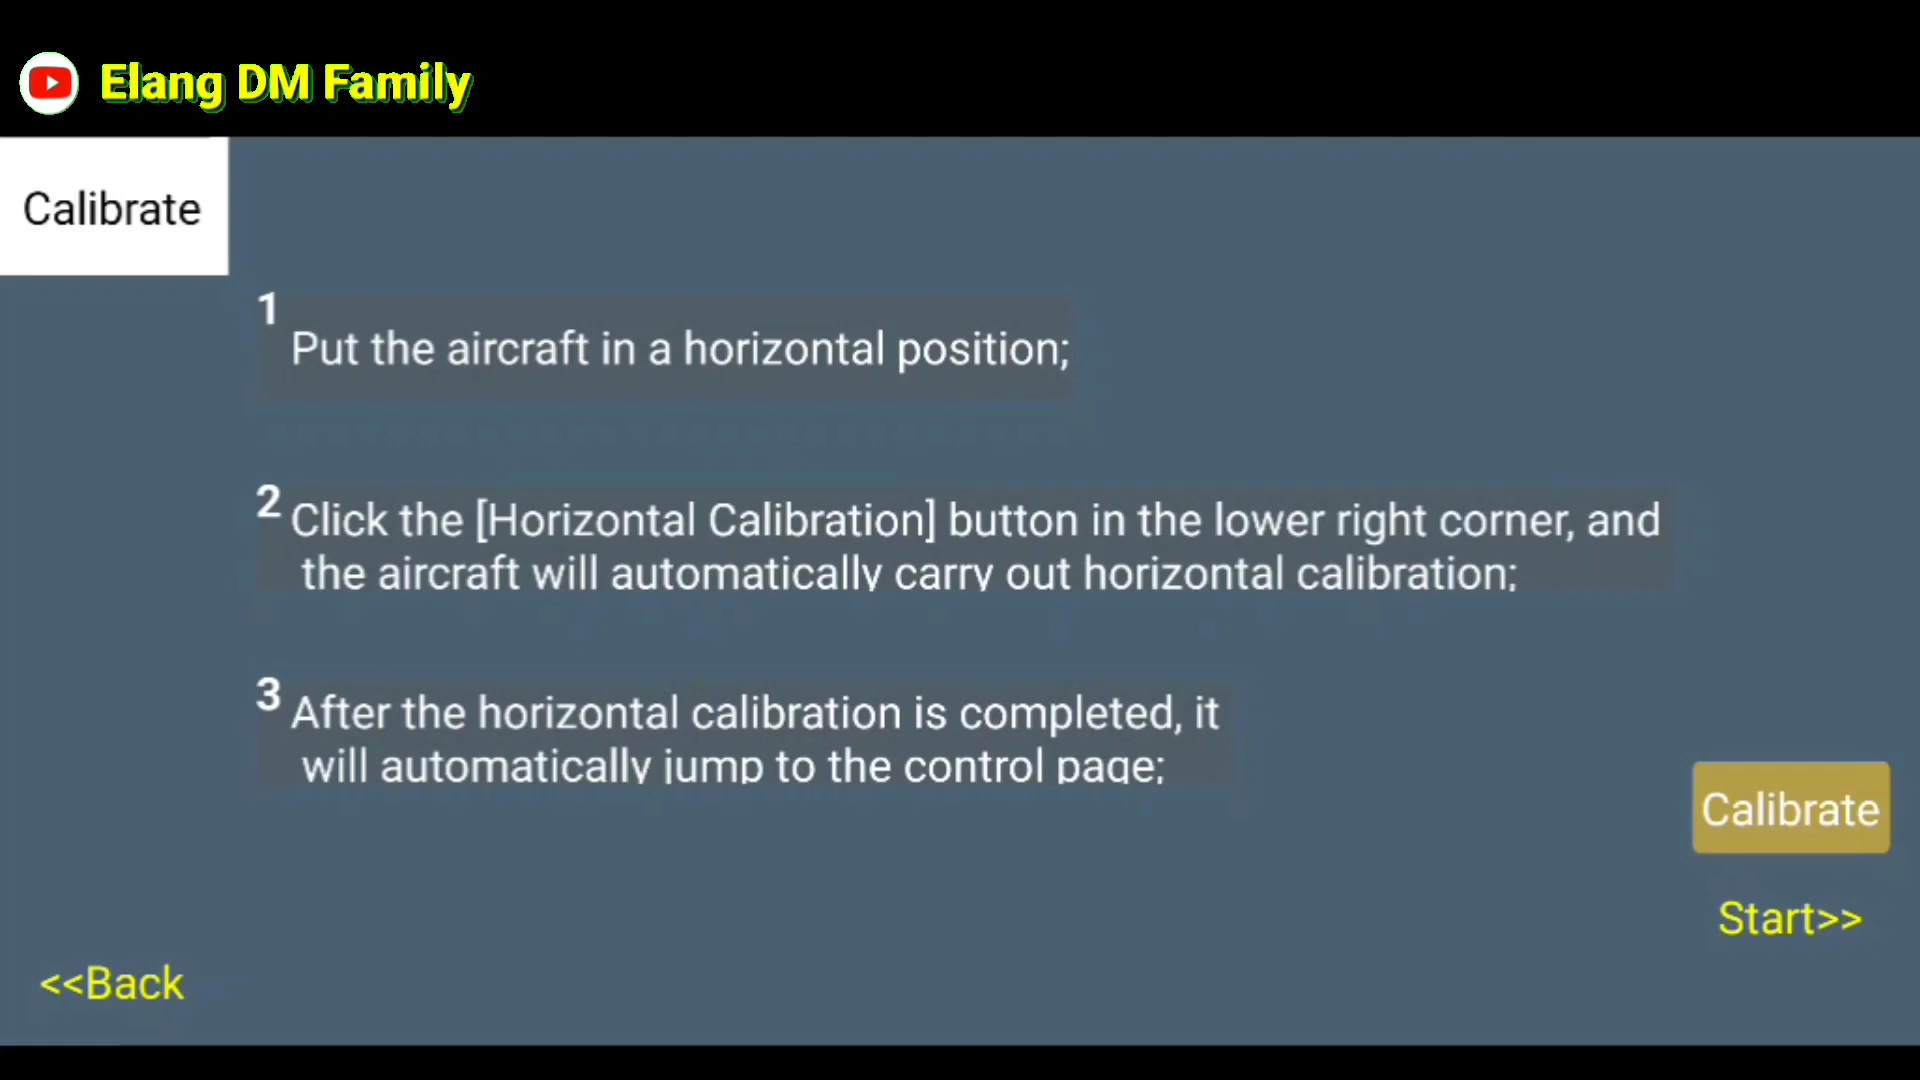 Elang DM Family
Calibrate
1
Put the aircraft in a horizontal position;
2 Click the [Horizontal Calibration] button in the lower right corner, and
the aircraft will automatically carry out horizontal calibration;
3 After the horizontal calibration is completed, it
will automatically jump to the control page;
Calibrate
Start>>
<<Back